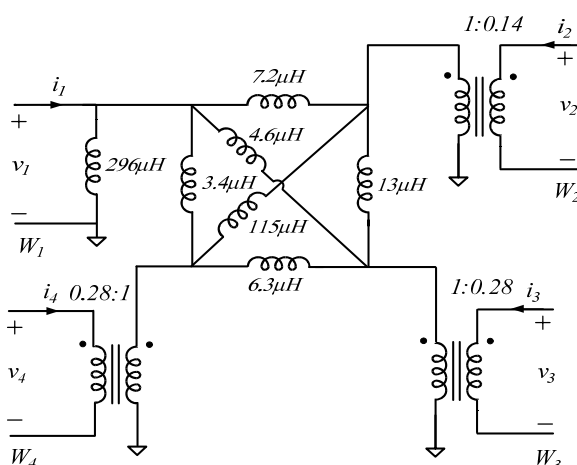 1:0.14
i2
i1
7.2μH
+
+
4.6μH
v2
v1
296μH
3.4μH
13μH
−
−
115μH
W2
W1
6.3μH
i4
0.28:1
1:0.28
i3
+
+
v4
v3
−
−
W4
W3